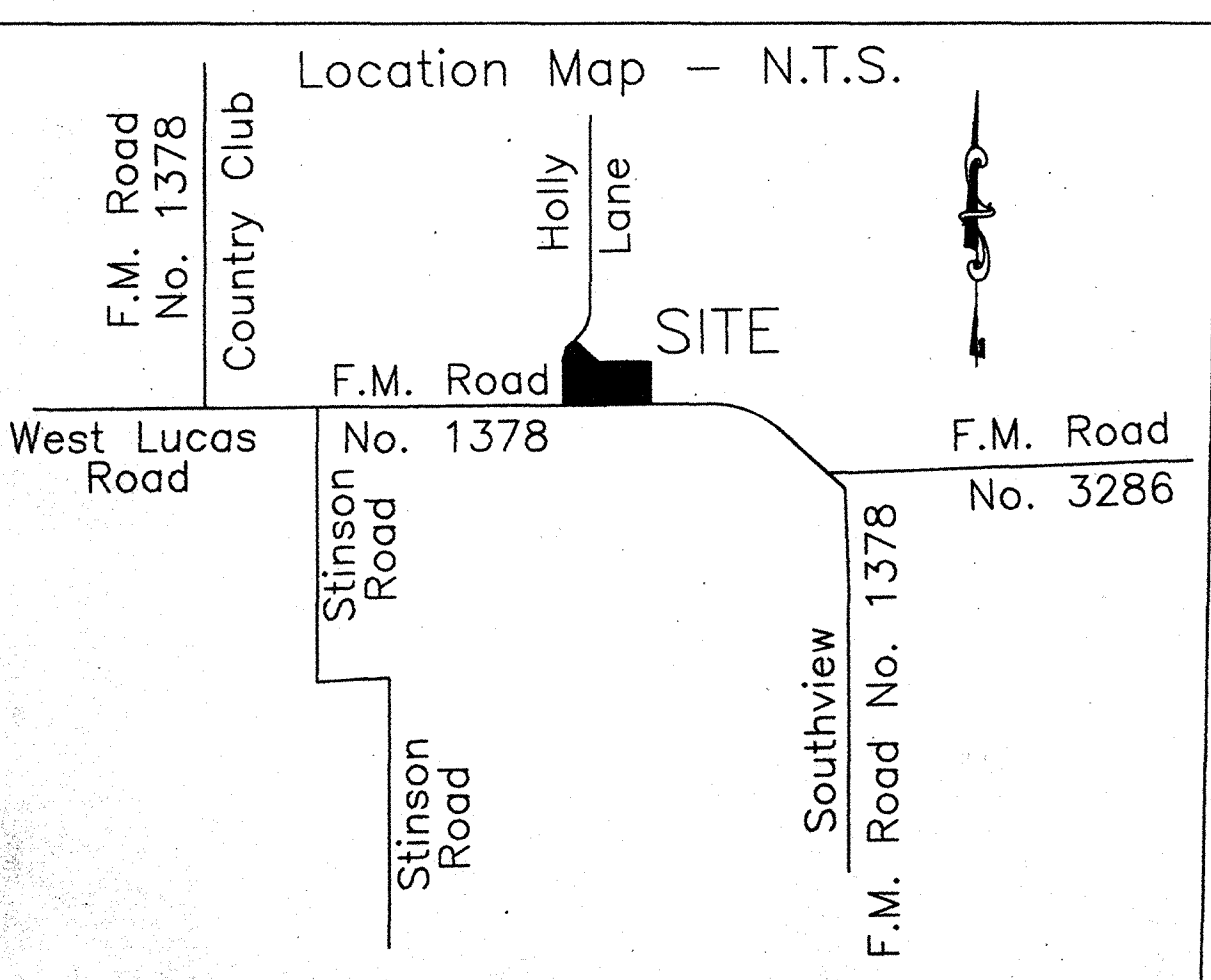 Location Map - N.T.S.
F.M. Road
No. 1378
Country Club
Holly
Lane
SITE
F.M. Road
No. 1378
West Lucas
Road
F.M. Road
No. 3286
Stinson
Road
Stinson
Road
Southview
F.M. Road No. 1378